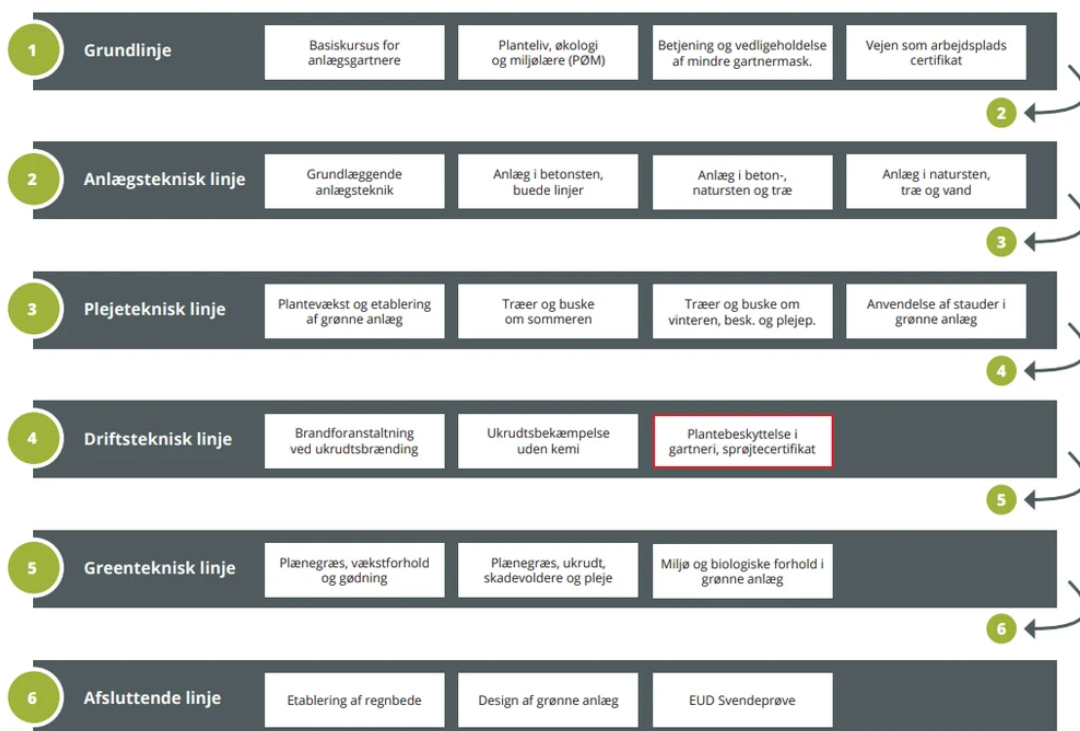 1
Grundlinje
Basiskursus for
anlægsgartnere
Planteliv, økologi
og miljølære (PØM)
Betjening og vedligeholdelse
af mindre gartnermask.
Vejen som arbejdsplads
certifikat
2
2
Anlægsteknisk linje
Grundlæggende
anlægsteknik
Anlæg i betonsten,
buede linjer
Anlæg i beton-,
natursten og træ
Anlæg i natursten,
træ og vand
3
3
Plejeteknisk linje
Plantevækst og etablering
af grønne anlæg
Træer og buske
om sommeren
Træer og buske om
vinteren, besk. og plejep.
Anvendelse af stauder i
grønne anlæg
4
4
Driftsteknisk linje
Brandforanstaltning
ved ukrudtsbrænding
Ukrudtsbekæmpelse
uden kemi
Plantebeskyttelse i
gartneri, sprøjtecertifikat
5
5
Greenteknisk linje
Plænegræs, vækstforhold
og gødning
Plænegræs, ukrudt,
skadevoldere og pleje
Miljø og biologiske forhold i
grønne anlæg
6
6
Afsluttende linje
Etablering af regnbede
Design af grønne anlæg
EUD Svendeprøve